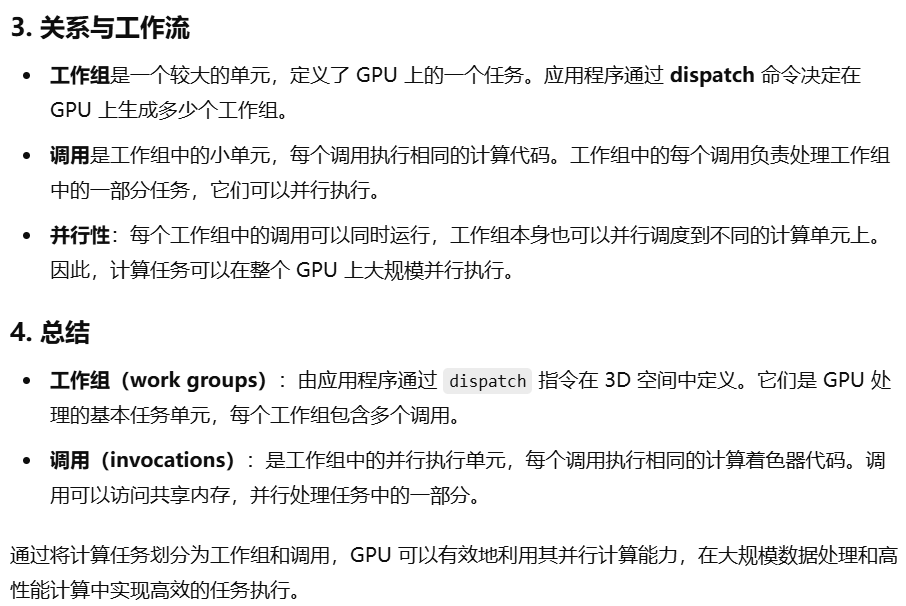 3. 关系与工作流
• 工作组是一个较大的单元，定义了 GPU 上的一个任务。应用程序通过 dispatch 命令决定在
GPU 上生成多少个工作组。
• 调用是工作组中的小单元，每个调用执行相同的计算代码。工作组中的每个调用负责处理工作组
中的一部分任务，它们可以并行执行。
• 并行性：每个工作组中的调用可以同时运行，工作组本身也可以并行调度到不同的计算单元上。
因此，计算任务可以在整个 GPU 上大规模并行执行。
4. 总结
• 工作组（work groups）：由应用程序通过 dispatch 指令在 3D 空间中定义。它们是 GPU 处
理的基本任务单元，每个工作组包含多个调用。
• 调用（invocations）：是工作组中的并行执行单元，每个调用执行相同的计算着色器代码。调
用可以访问共享内存，并行处理任务中的一部分。
通过将计算任务划分为工作组和调用，GPU 可以有效地利用其并行计算能力，在大规模数据处理和高
性能计算中实现高效的任务执行。